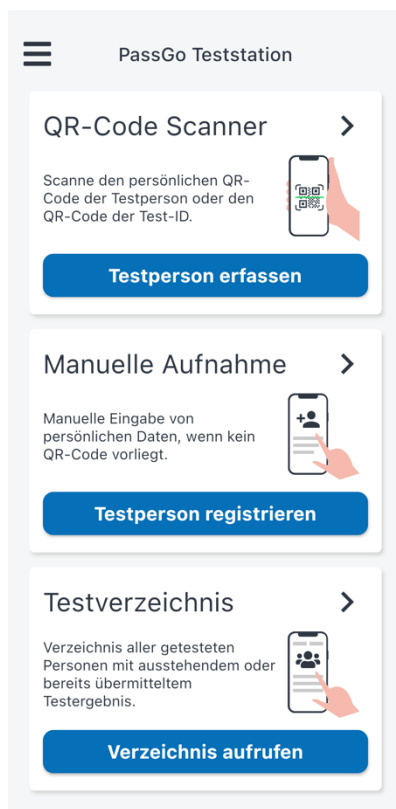 PassGo Teststation
QR-Code Scanner
Scanne den persönlichen QR-
Code der Testperson oder den
QR-Code der Test-ID.
Testperson erfassen
Manuelle Aufnahme
Manuelle Eingabe von
persönlichen Daten, wenn kein
QR-Code vorliegt.
Testperson registrieren
Testverzeichnis
Verzeichnis aller getesteten
Personen mit ausstehendem oder
bereits übermitteltem
Testergebnis.
Verzeichnis aufrufen